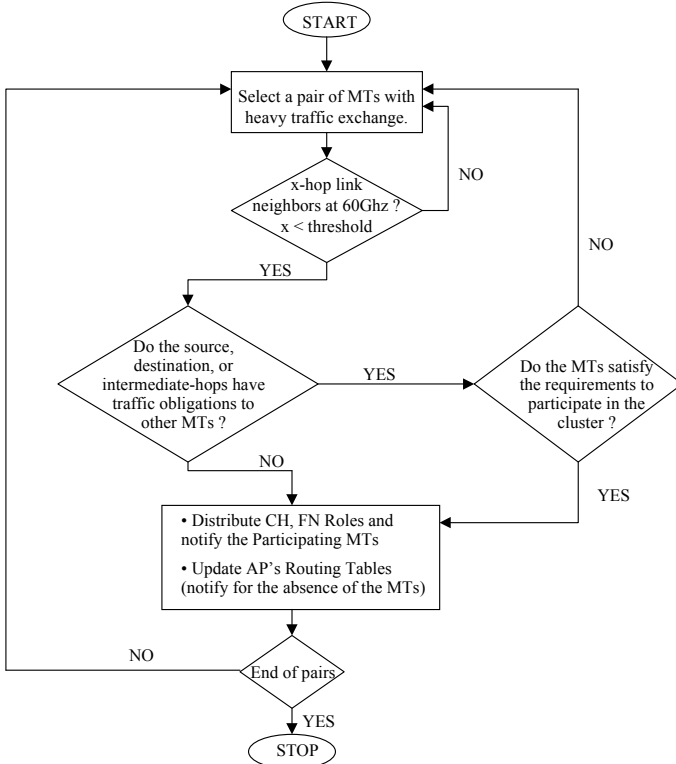 START
Select a pair of MTs with
heavy traffic exchange.
NO
x-hop link
neighbors at 60Ghz ?
x < threshold
NO
YES
Do the source,
destination, or
intermediate-hops have
traffic obligations to
other MTs ?
YES
Do the MTs satisfy
the requirements to
participate in the
cluster ?
NO
YES
• Distribute CH, FN Roles and
notify the Participating MTs
• Update AP's Routing Tables
(notify for the absence of the MTs)
NO
End of pairs
YES
STOP